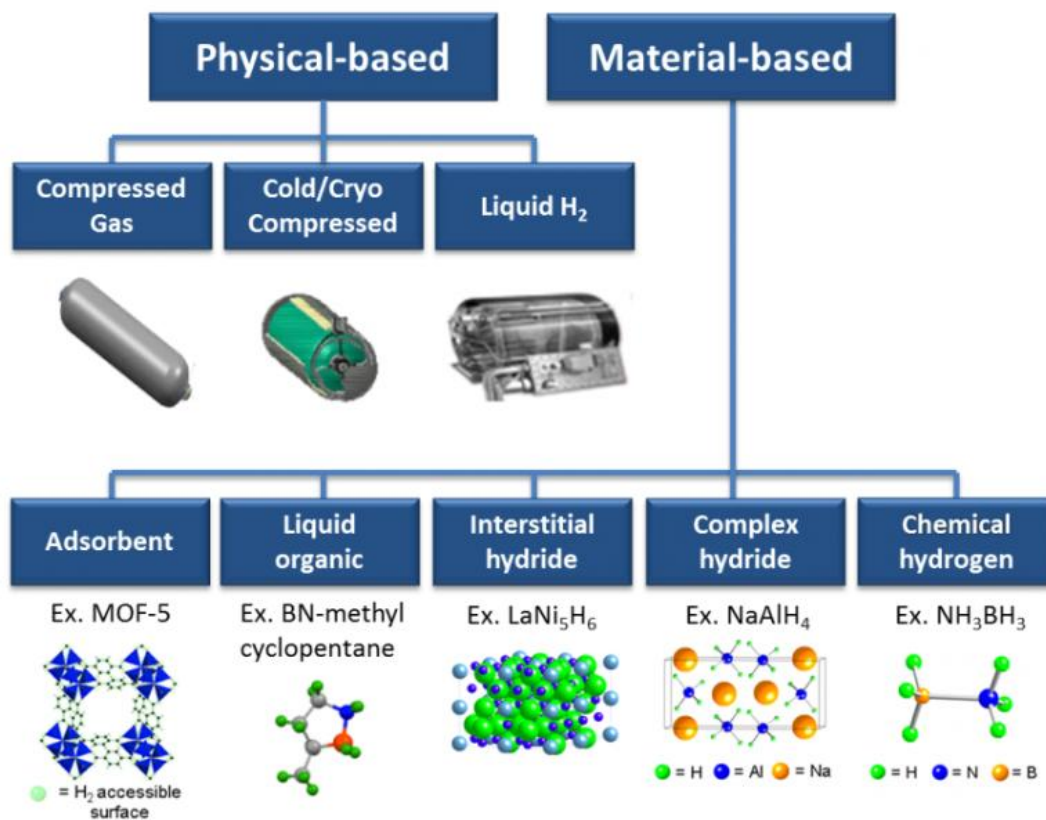 Physical-based
Material-based
Compressed
Gas
Cold/Cryo
Compressed
Liquid H₂
Adsorbent
Liquid
organic
Interstitial
hydride
Complex
hydride
Chemical
hydrogen
Ex. MOF-5
Ex. BN-methyl
cyclopentane
Ex. LaNi₅H₆
Ex. NaAlH₄
Ex. NH₃BH₃
= H₂ accessible
surface
= H = Al = Na
= H = N = B